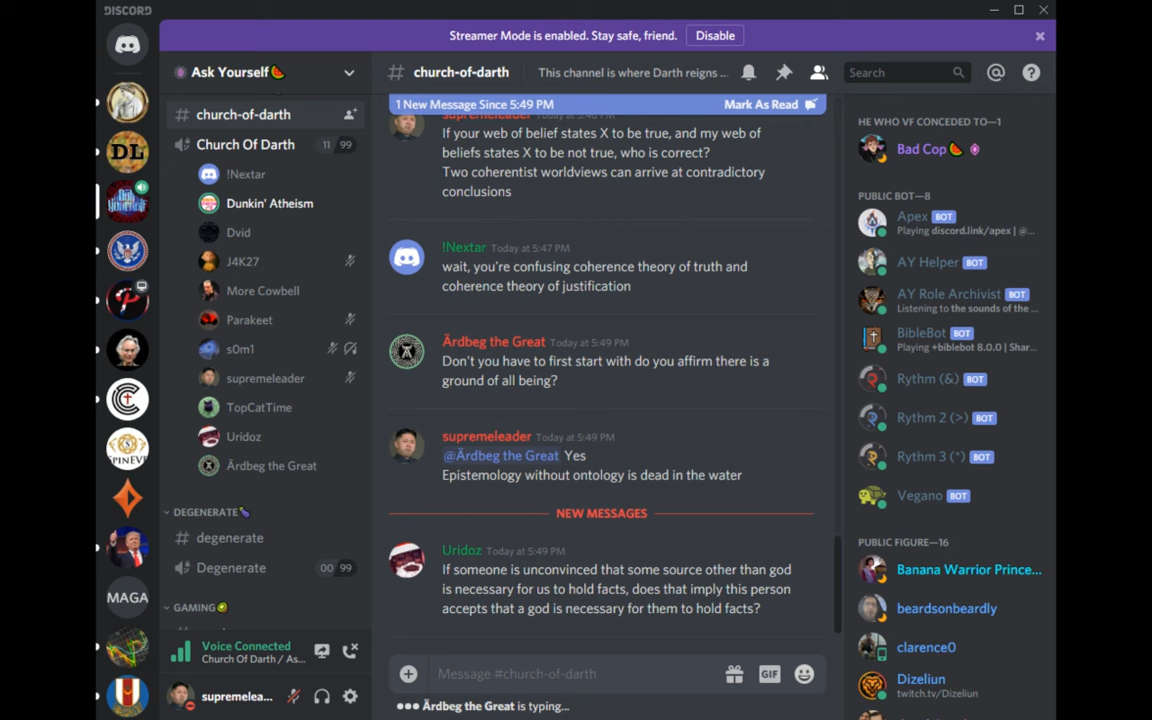 DISCORD
Streamer Mode is enabled. Stay safe, friend.
Disable
Ask Yourself🍉
# church-of-darth
Church Of Darth
11 99
!Nextar
Dunkin' Atheism
Dvid
J4K27
More Cowbell
Parakeet
s0m1
supremeleader
TopCatTime
Uridoz
Ärdbeg the Great
DEGENERATE🍆
# degenerate
Degenerate
00 99
GAMING🥝
Voice Connected
Church Of Darth / As...
supremelea...
DL
MAGA
# church-of-darth
This channel is where Darth reigns ...
Search
1 New Message Since 5:49 PM
Mark As Read
If your web of belief states X to be true, and my web of
beliefs states X to be not true, who is correct?
Two coherentist worldviews can arrive at contradictory
conclusions
!Nextar Today at 5:47 PM
wait, you're confusing coherence theory of truth and
coherence theory of justification
Ärdbeg the Great Today at 5:49 PM
Don't you have to first start with do you affirm there is a
ground of all being?
supremeleader Today at 5:49 PM
@Ärdbeg the Great Yes
Epistemology without ontology is dead in the water
NEW MESSAGES
Uridoz Today at 5:49 PM
If someone is unconvinced that some source other than god
is necessary for us to hold facts, does that imply this person
accepts that a god is necessary for them to hold facts?
Message #church-of-darth
GIF
Ärdbeg the Great is typing...
HE WHO VF CONCEDED TO—1
Bad Cop🍉
PUBLIC BOT—8
Apex BOT
Playing discord.link/apex | @...
AY Helper BOT
AY Role Archivist BOT
Listening to the sounds of the ...
BibleBot BOT
Playing +biblebot 8.0.0 | Shar...
Rythm (&) BOT
Rythm 2 (>) BOT
Rythm 3 (*) BOT
Vegano BOT
PUBLIC FIGURE—16
Banana Warrior Prince...
beardsonbeardly
clarence0
Dizeliun
twitch.tv/Dizeliun